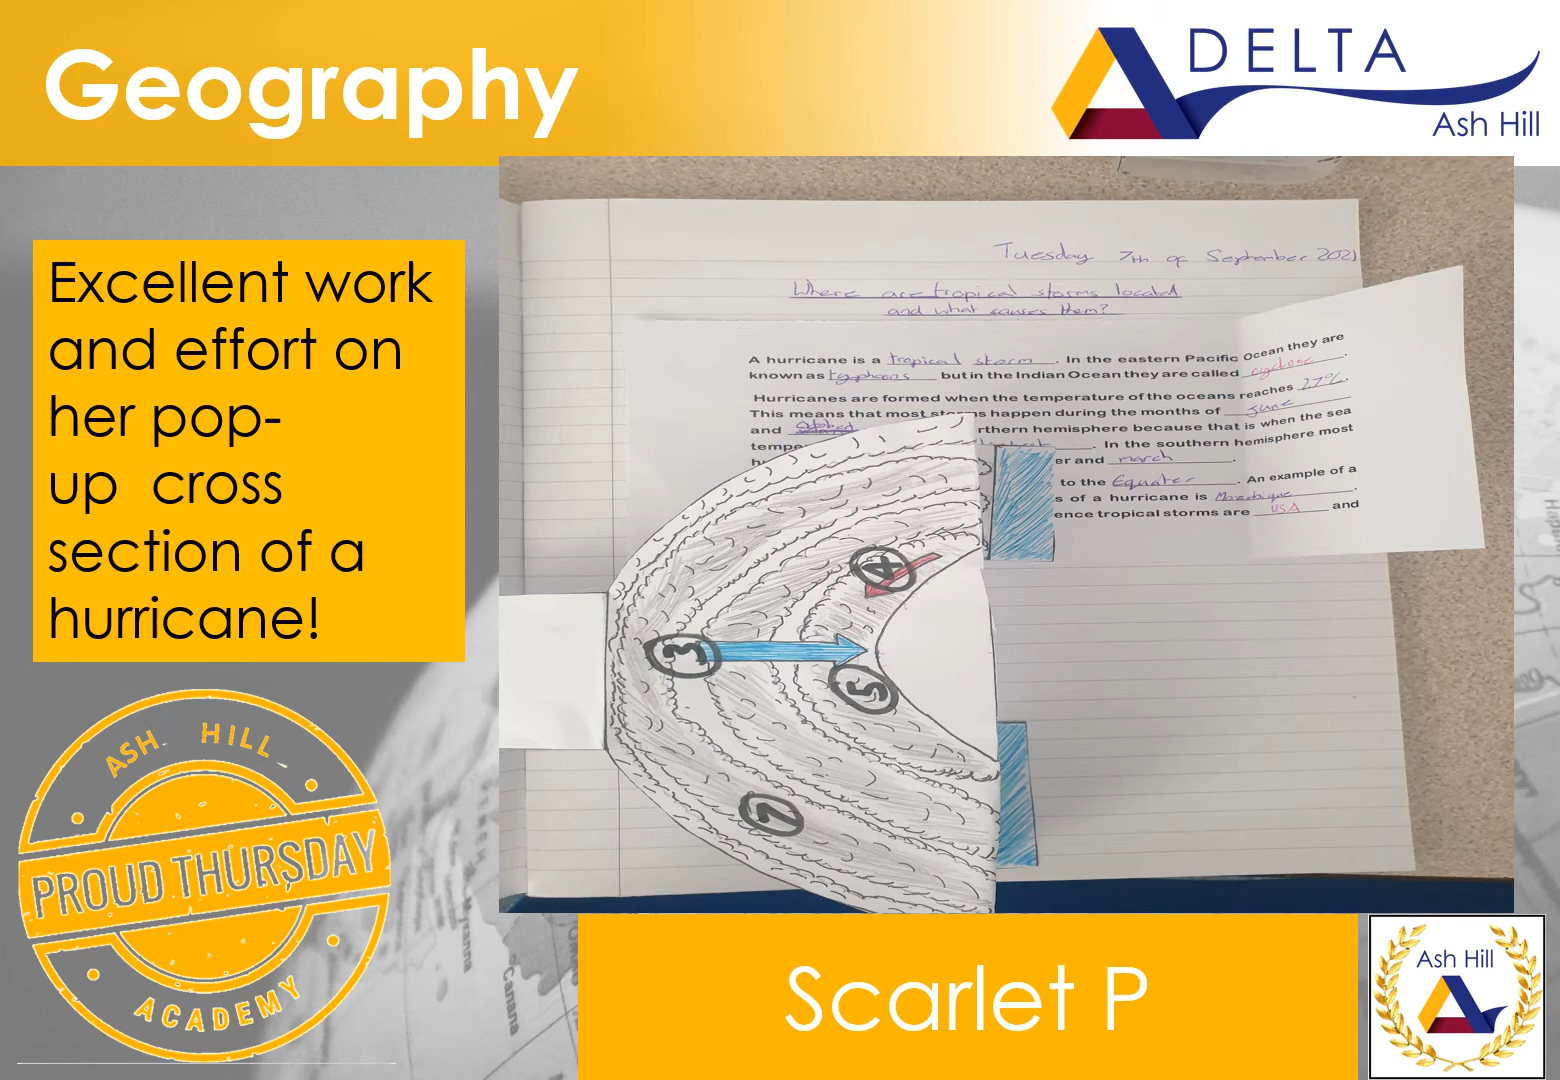 Geography
DELTA
Ash Hill
Excellent work
and effort on
her pop-
up cross
section of a
hurricane!
Tuesday 7th of September 2021
Where are tropical storms located
and what causes them?
A hurricane is a tropical storm. In the eastern Pacific Ocean they are
known as typhoons but in the Indian Ocean they are called cyclone.
Hurricanes are formed when the temperature of the oceans reaches 27%.
This means that most storms happen during the months of June
and rthern hemisphere because that is when the sea
tempe . In the southern hemisphere most
er and march.
to the Equater. An example of a
s of a hurricane is
ence tropical storms are USA and
4
3
5
2
ASH HILL
PROUD THURSDAY
ACADEMY
Canana
Scarlet P
Ash Hill